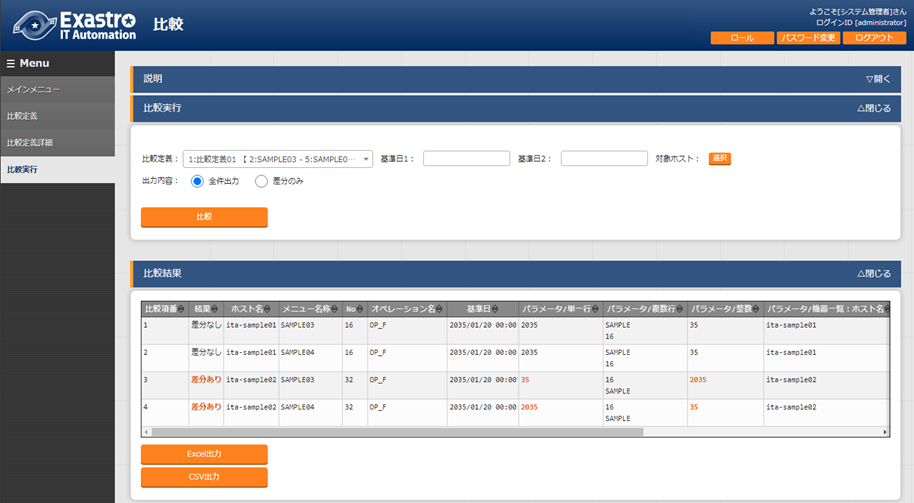 Exastro
IT Automation
比較
ようこそ[システム管理者]さん
ログインID [administrator]
ロール パスワード変更 ログアウト
☰ Menu
メインメニュー
比較定義
比較定義詳細
比較実行
説明 ▽開く
比較実行 △閉じる
比較定義： 1:比較定義01 【 2:SAMPLE03 - 5:SAMPLE0… 基準日1： 基準日2： 対象ホスト： 選択
出力内容： 全件出力 差分のみ
比較
比較結果 △閉じる
比較項番 結果 ホスト名 メニュー名称 No オペレーション名 基準日 パラメータ/単一行 パラメータ/複数行 パラメータ/整数 パラメータ/機器一覧：ホスト名
1 差分なし ita-sample01 SAMPLE03 16 OP_F 2035/01/20 00:00 2035 SAMPLE 35 ita-sample01
16
2 差分なし ita-sample01 SAMPLE04 16 OP_F 2035/01/20 00:00 2035 SAMPLE 35 ita-sample01
16
3 差分あり ita-sample02 SAMPLE03 32 OP_F 2035/01/20 00:00 35 16 2035 ita-sample02
SAMPLE
4 差分あり ita-sample02 SAMPLE04 32 OP_F 2035/01/20 00:00 2035 16 35 ita-sample02
SAMPLE
Excel出力
CSV出力